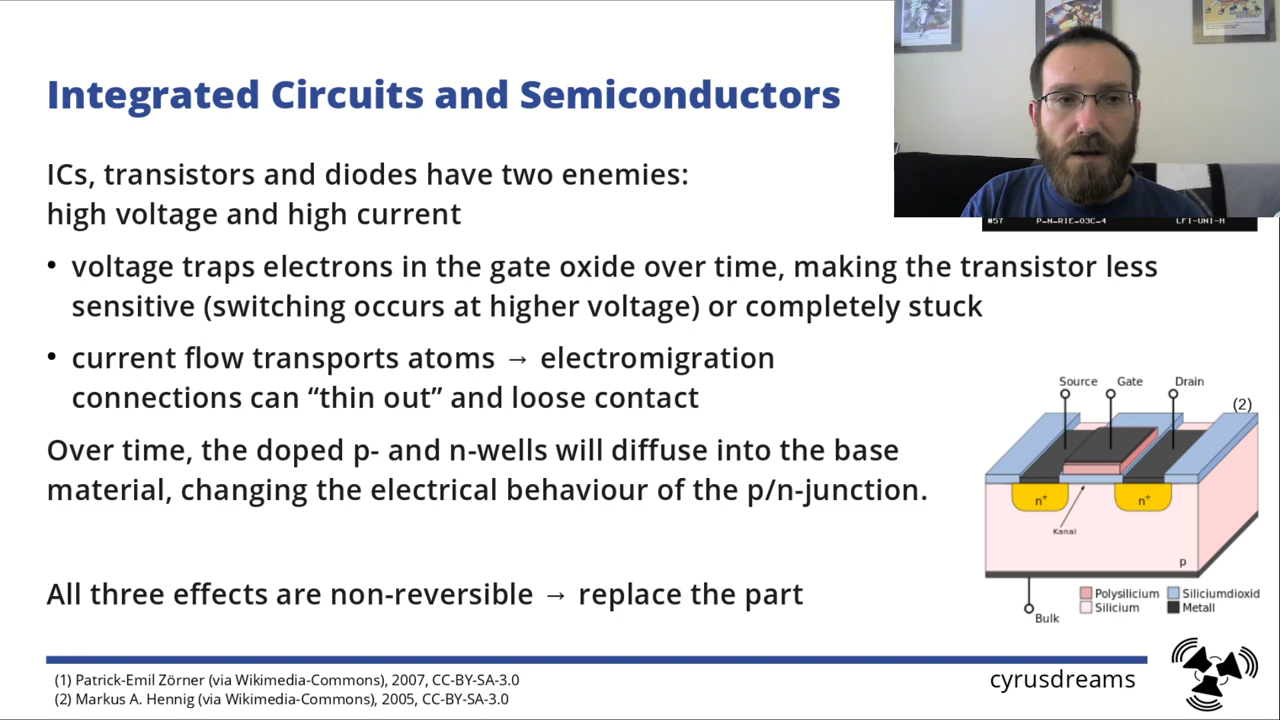 Integrated Circuits and Semiconductors
ICs, transistors and diodes have two enemies:
high voltage and high current
#57 P-N_RIE-03C-4 LFI-UNI-H
• voltage traps electrons in the gate oxide over time, making the transistor less
sensitive (switching occurs at higher voltage) or completely stuck
• current flow transports atoms → electromigration
connections can “thin out” and loose contact
Over time, the doped p- and n-wells will diffuse into the base
material, changing the electrical behaviour of the p/n-junction.
All three effects are non-reversible → replace the part
Source Gate Drain
(2)
n+ n+
Kanal
p
Polysilicium Siliciumdioxid
Silicium Metall
Bulk
(1) Patrick-Emil Zörner (via Wikimedia-Commons), 2007, CC-BY-SA-3.0
(2) Markus A. Hennig (via Wikimedia-Commons), 2005, CC-BY-SA-3.0
cyrusdreams